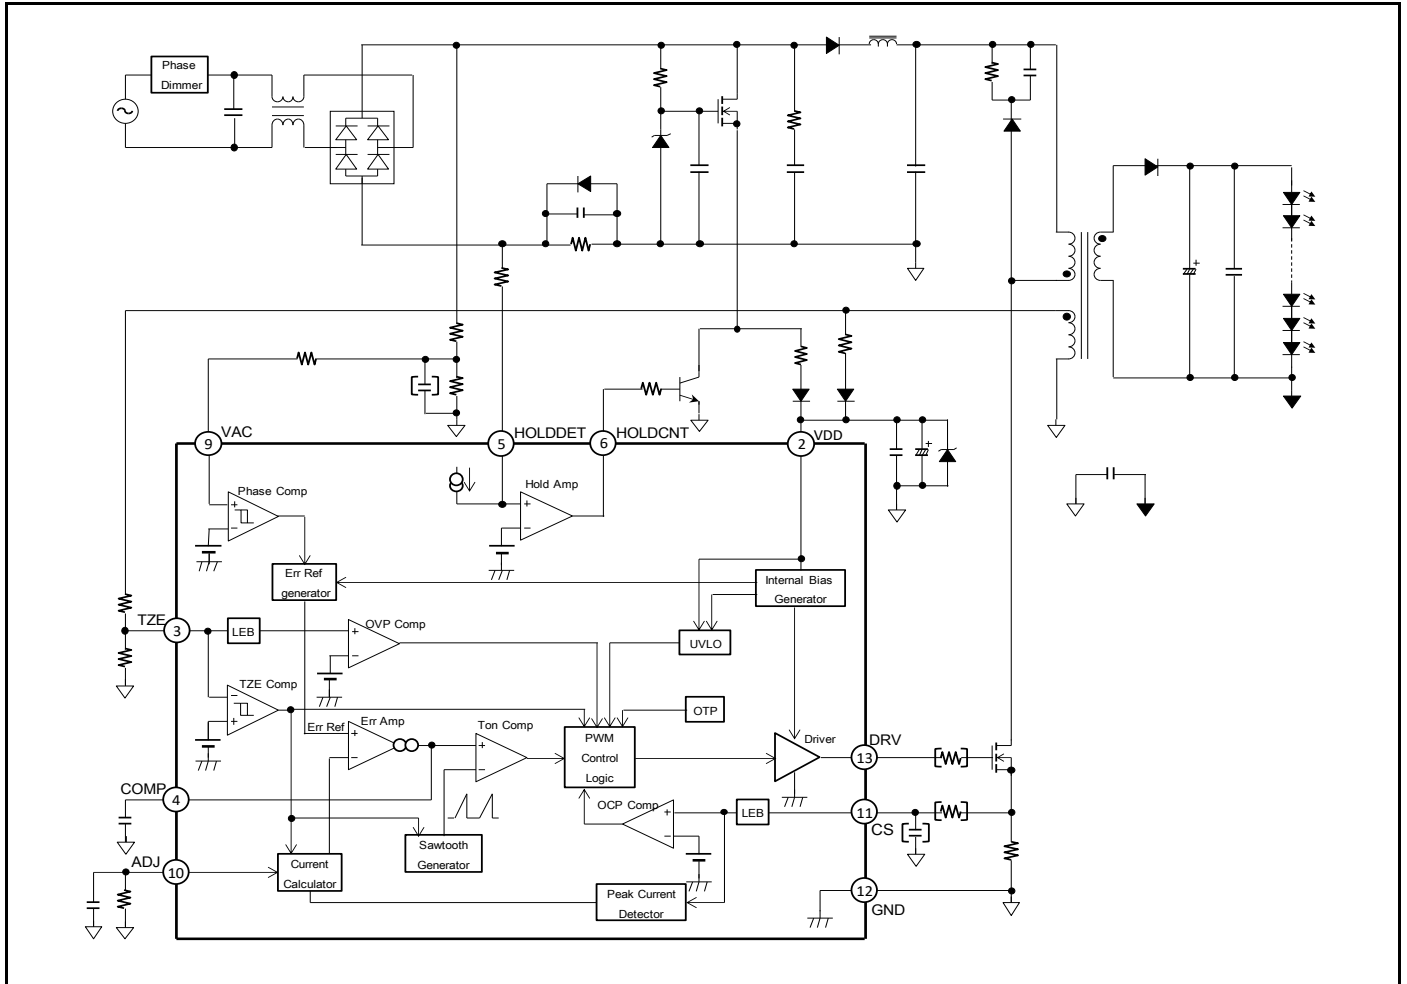 Phase
Dimmer
+
9
VAC
5
HOLDDET
6
HOLDCNT
2
VDD
+
Phase Comp
+
−
Hold Amp
+
−
Err Ref
generator
Internal Bias
Generator
TZE
3
LEB
OVP Comp
+
−
UVLO
TZE Comp
−
+
OTP
Err Ref
Err Amp
+
−
Ton Comp
+
−
PWM
Control
Logic
Driver
13
DRV
COMP
4
OCP Comp
+
−
LEB
11
CS
Sawtooth
Generator
ADJ
10
Current
Calculator
Peak Current
Detector
12
GND